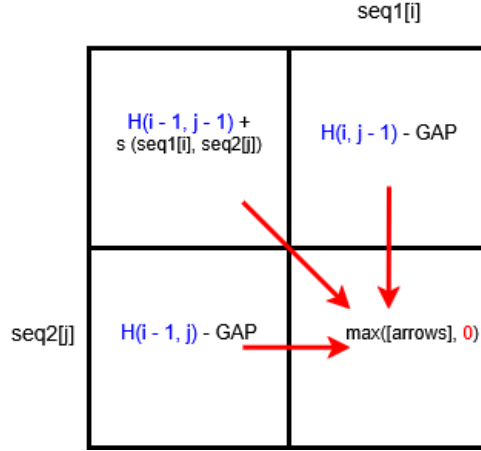 seq1[i]
H(i - 1, j - 1) +
s (seq1[i], seq2[j])
H(i, j - 1) - GAP
seq2[j]
H(i - 1, j) - GAP
max([arrows], 0)